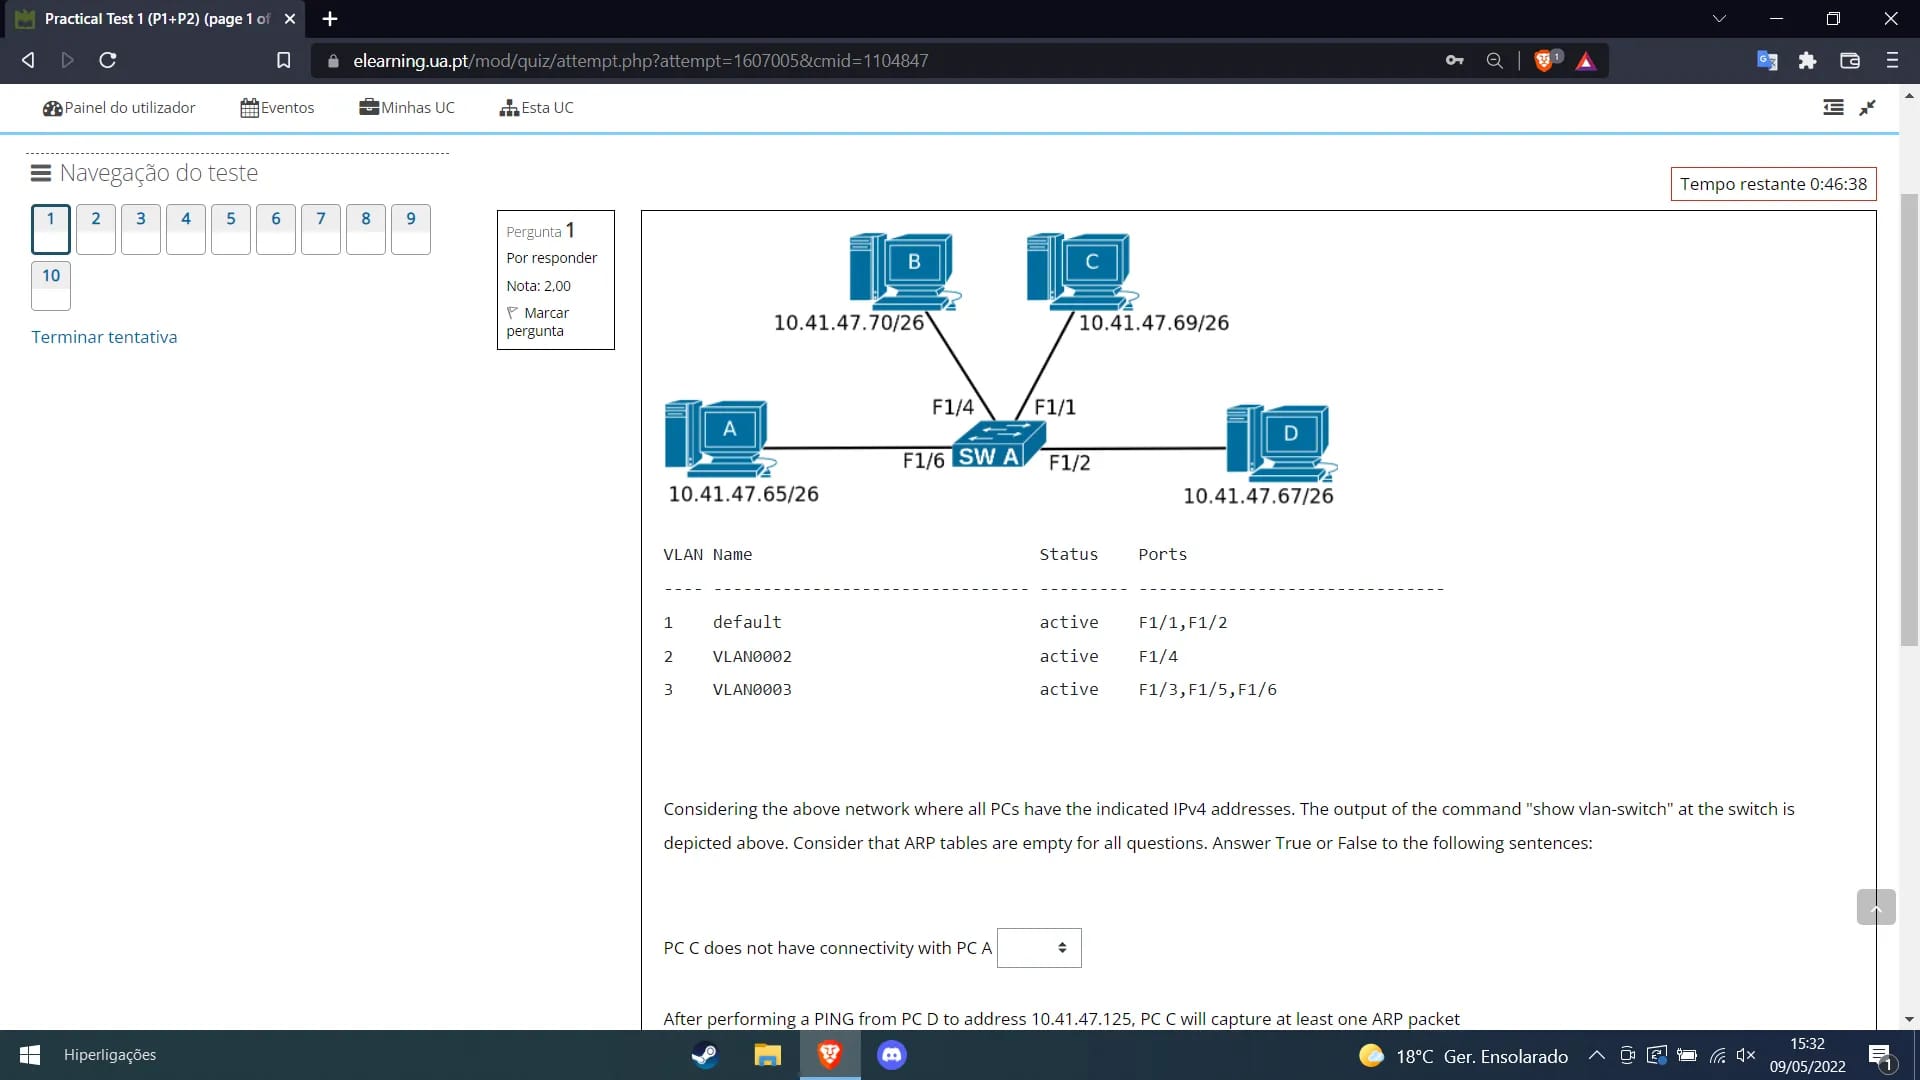 Practical Test 1 (P1+P2) (page 1 of
elearning.ua.pt/mod/quiz/attempt.php?attempt=1607005&cmid=1104847
1
Painel do utilizador
Eventos
Minhas UC
Esta UC
Navegação do teste
Tempo restante 0:46:38
1
2
3
4
5
6
7
8
9
10
Terminar tentativa
Pergunta 1
Por responder
Nota: 2,00
Marcar
pergunta
B
C
10.41.47.70/26
10.41.47.69/26
F1/4
F1/1
A
D
F1/6
SW A
F1/2
10.41.47.65/26
10.41.47.67/26
VLAN Name Status Ports
---- -------------------------------- --------- -------------------------------
1 default active F1/1,F1/2
2 VLAN0002 active F1/4
3 VLAN0003 active F1/3,F1/5,F1/6
Considering the above network where all PCs have the indicated IPv4 addresses. The output of the command "show vlan-switch" at the switch is
depicted above. Consider that ARP tables are empty for all questions. Answer True or False to the following sentences:
PC C does not have connectivity with PC A
After performing a PING from PC D to address 10.41.47.125, PC C will capture at least one ARP packet
Hiperligações
18°C Ger. Ensolarado
15:32
09/05/2022
1